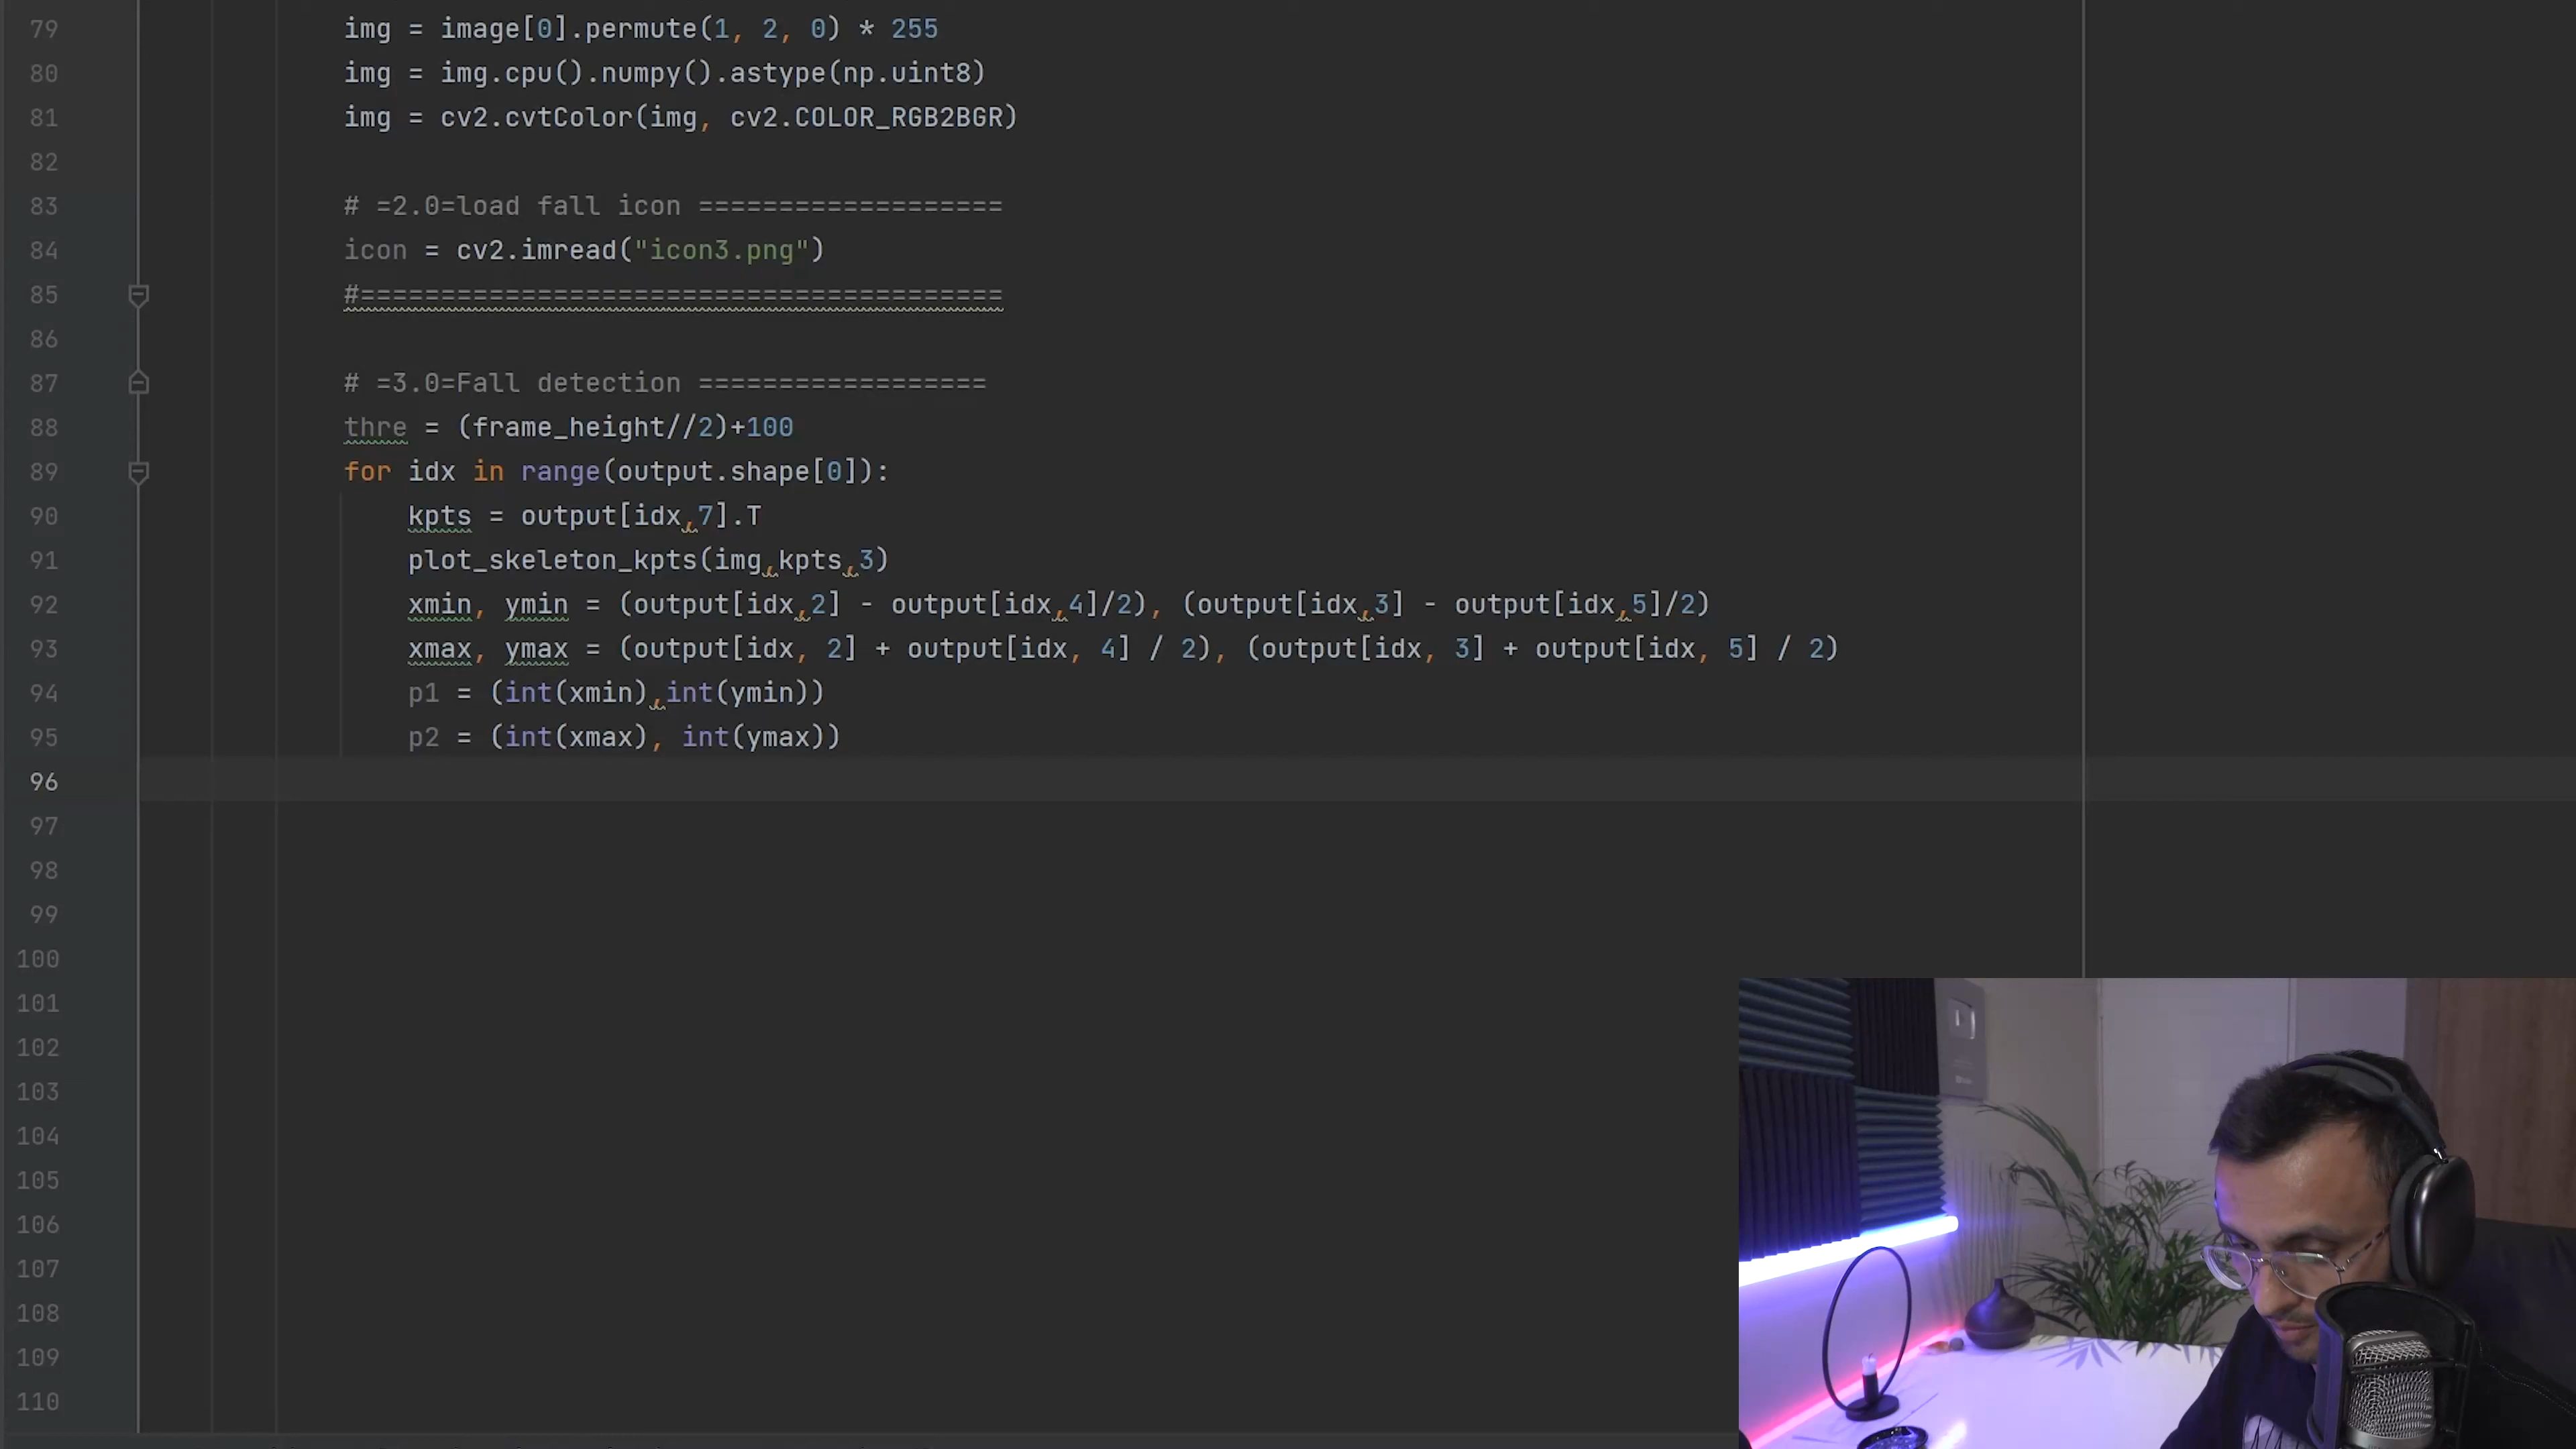 79 img = image[0].permute(1, 2, 0) * 255
80 img = img.cpu().numpy().astype(np.uint8)
81 img = cv2.cvtColor(img, cv2.COLOR_RGB2BGR)
82
83 # =2.0=load fall icon ===================
84 icon = cv2.imread("icon3.png")
85 #========================================
86
87 # =3.0=Fall detection ==================
88 thre = (frame_height//2)+100
89 for idx in range(output.shape[0]):
90 kpts = output[idx,7].T
91 plot_skeleton_kpts(img,kpts,3)
92 xmin, ymin = (output[idx,2] - output[idx,4]/2), (output[idx,3] - output[idx,5]/2)
93 xmax, ymax = (output[idx, 2] + output[idx, 4] / 2), (output[idx, 3] + output[idx, 5] / 2)
94 p1 = (int(xmin),int(ymin))
95 p2 = (int(xmax), int(ymax))
96
97
98
99
100
101
102
103
104
105
106
107
108
109
110